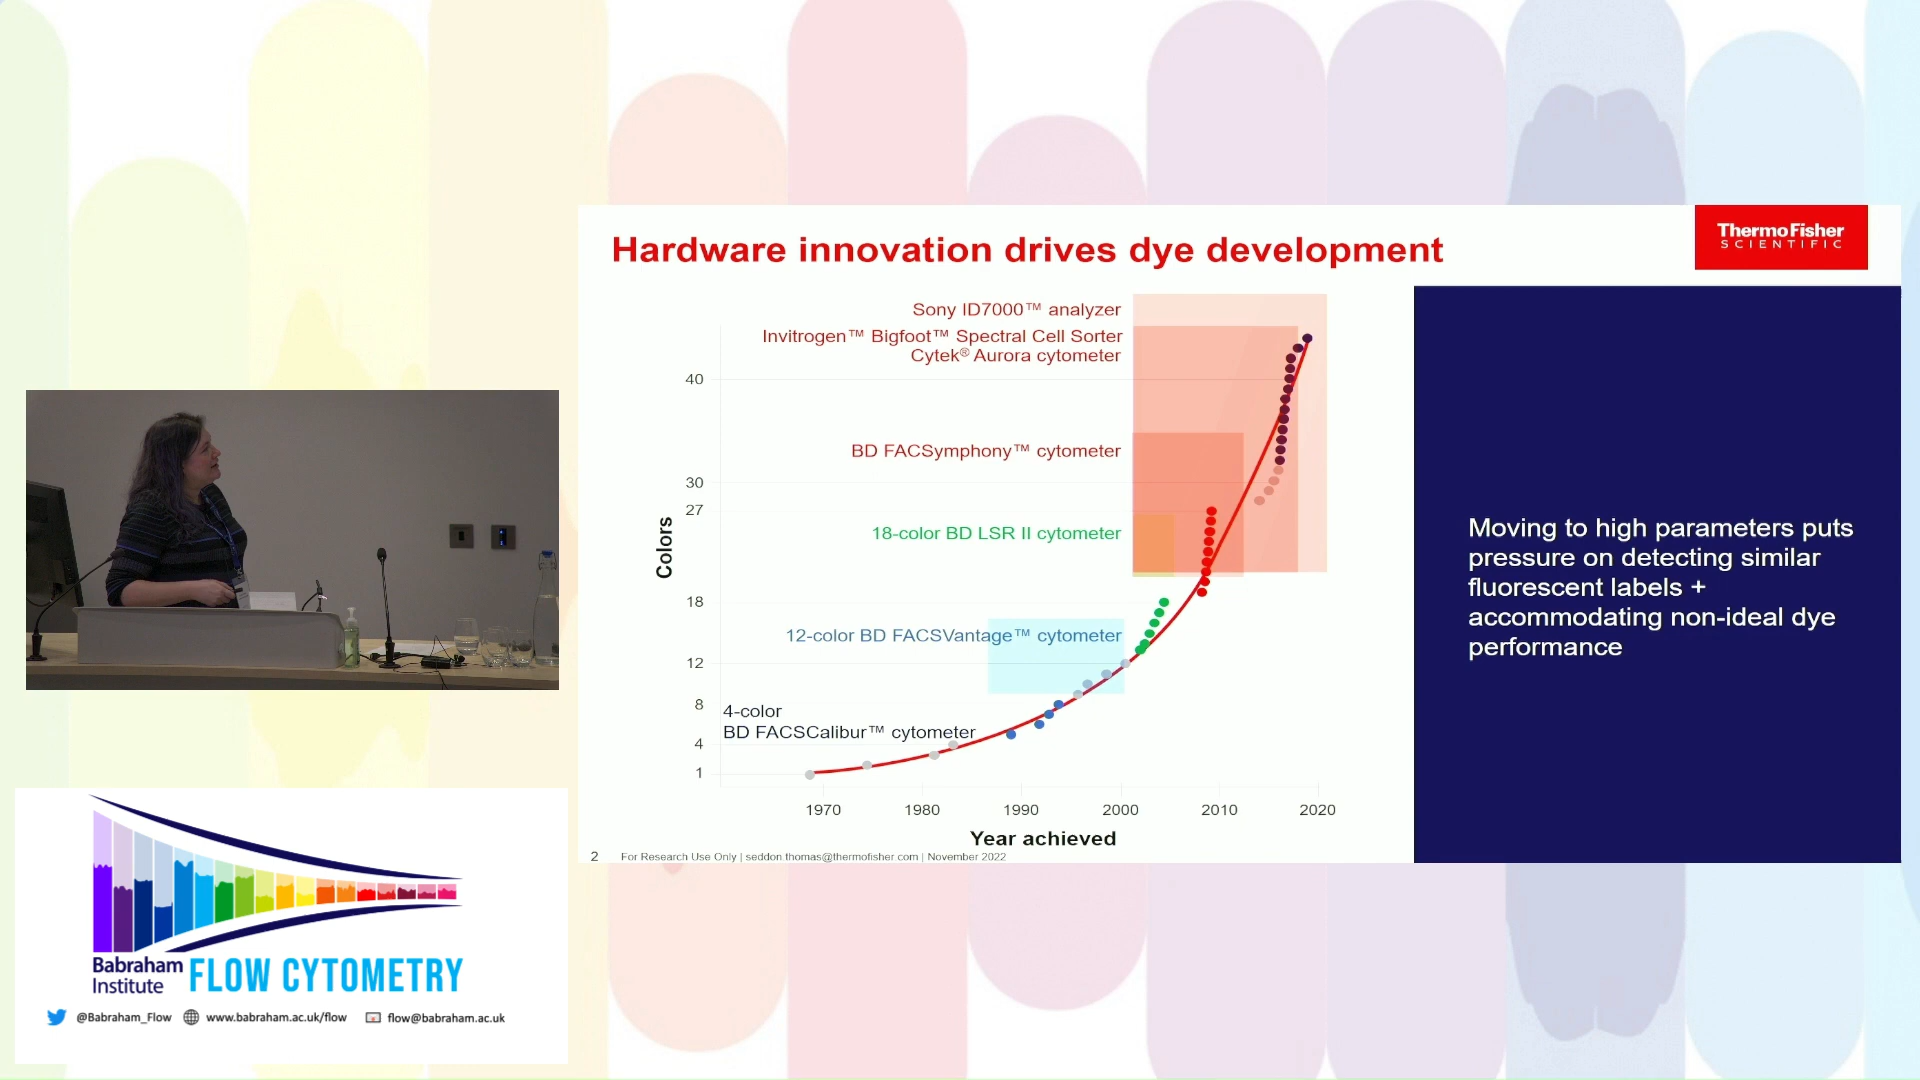 Hardware innovation drives dye development
ThermoFisher
SCIENTIFIC
Sony ID7000™ analyzer
Invitrogen™ Bigfoot™ Spectral Cell Sorter
Cytek® Aurora cytometer
40
BD FACSymphony™ cytometer
30
27
18-color BD LSR II cytometer
Colors
18
12-color BD FACSVantage™ cytometer
12
8
4-color
BD FACSCalibur™ cytometer
4
1
1970 1980 1990 2000 2010 2020
Year achieved
2 For Research Use Only | seddon.thomas@thermofisher.com | November 2022
Moving to high parameters puts
pressure on detecting similar
fluorescent labels +
accommodating non-ideal dye
performance
Babraham
Institute
FLOW CYTOMETRY
@Babraham_Flow www.babraham.ac.uk/flow flow@babraham.ac.uk